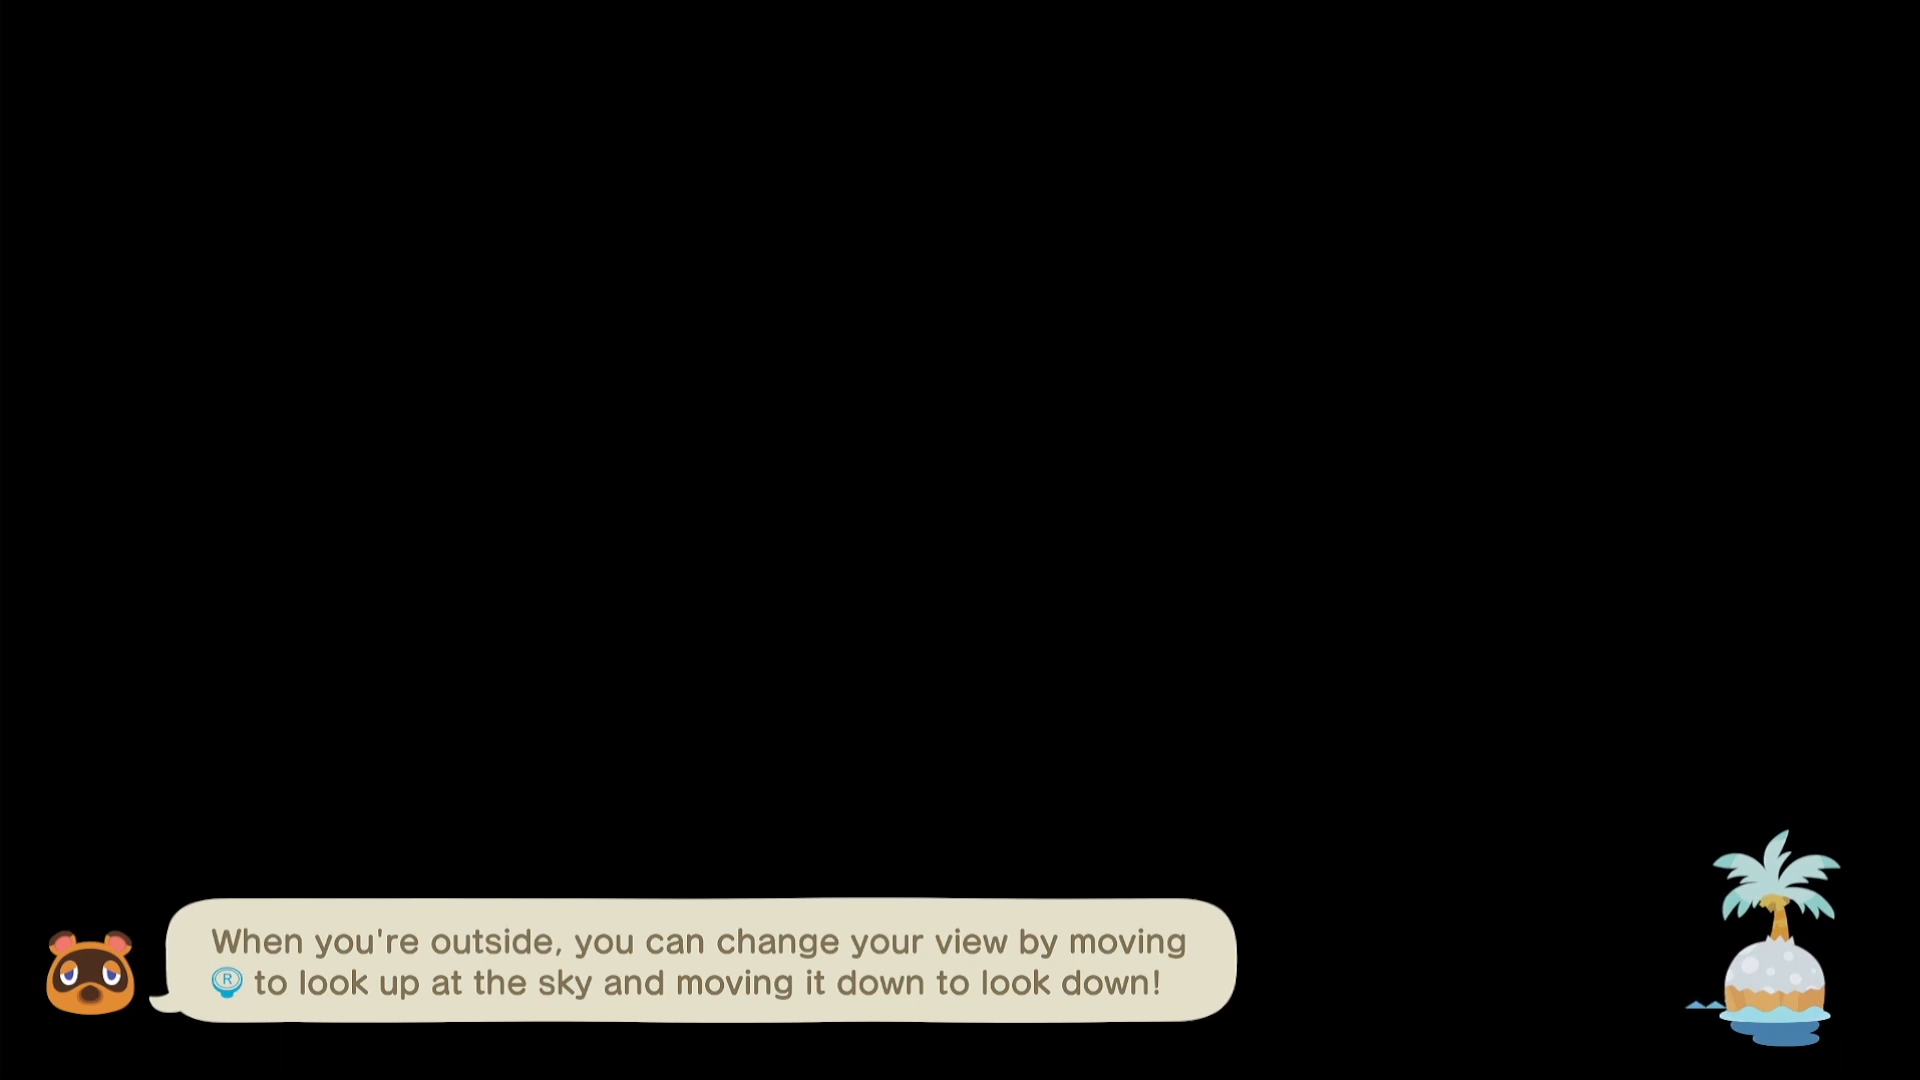 When you're outside, you can change your view by moving
R to look up at the sky and moving it down to look down!